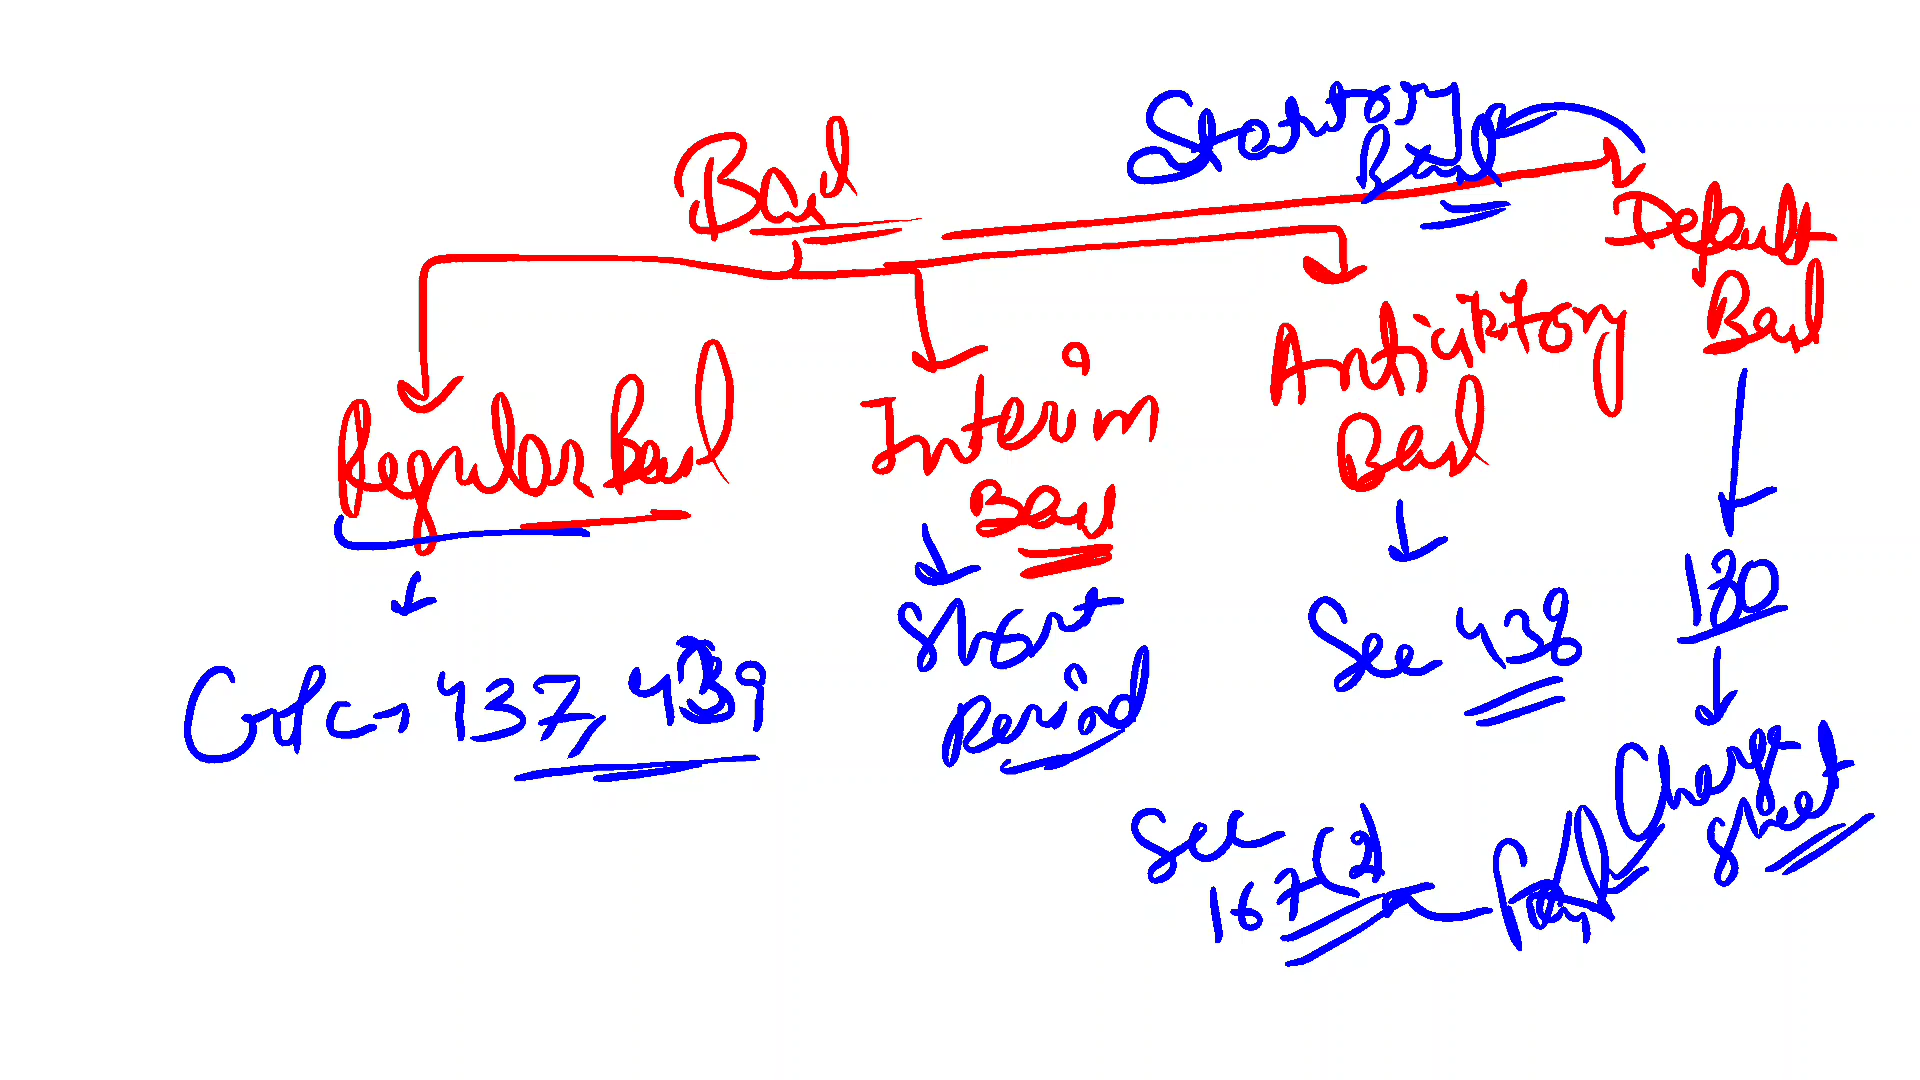 Bail
Statutory
Bail
Default
Bail
Regular Bail
Interim
Bail
Anticipatory
Bail
CrPC → 437, 439
Short
Period
Sec 438
180
Charge
Sheet
Sec
167(2)